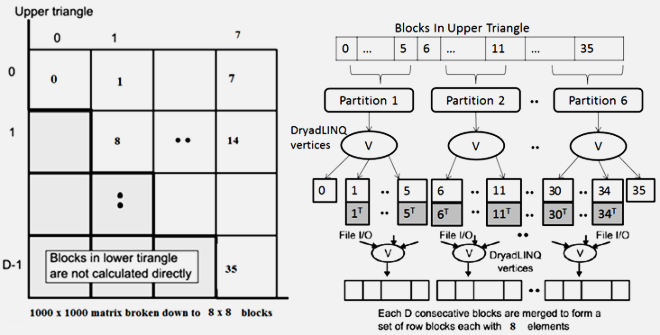 Upper triangle
0 1 7
0 0 1 7
1 8 •• 14
D-1 35
Blocks in lower tirangle
are not calculated directly
1000 x 1000 matrix broken down to 8 x 8 blocks
Blocks In Upper Triangle
0 ... 5 6 ... 11 ... 35
Partition 1 Partition 2 •• Partition 6
DryadLINQ
vertices
V V •• V
0 1 •• 5 6 •• 11 30 •• 34 35
1ᵀ 5ᵀ 6ᵀ 11ᵀ 30ᵀ 34ᵀ
File I/O File I/O •• File I/O
V V V
DryadLINQ
vertices
••
Each D consecutive blocks are merged to form a
set of row blocks each with 8 elements